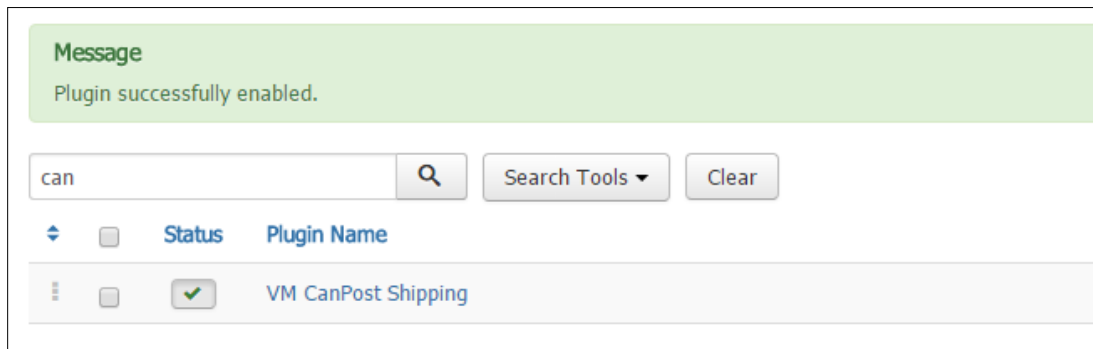 Message
Plugin successfully enabled.
can Search Tools Clear
Status Plugin Name
VM CanPost Shipping